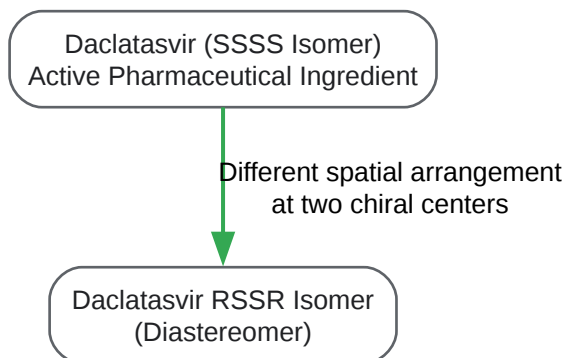 Daclatasvir (SSSS Isomer)
Active Pharmaceutical Ingredient
Different spatial arrangement
at two chiral centers
Daclatasvir RSSR Isomer
(Diastereomer)